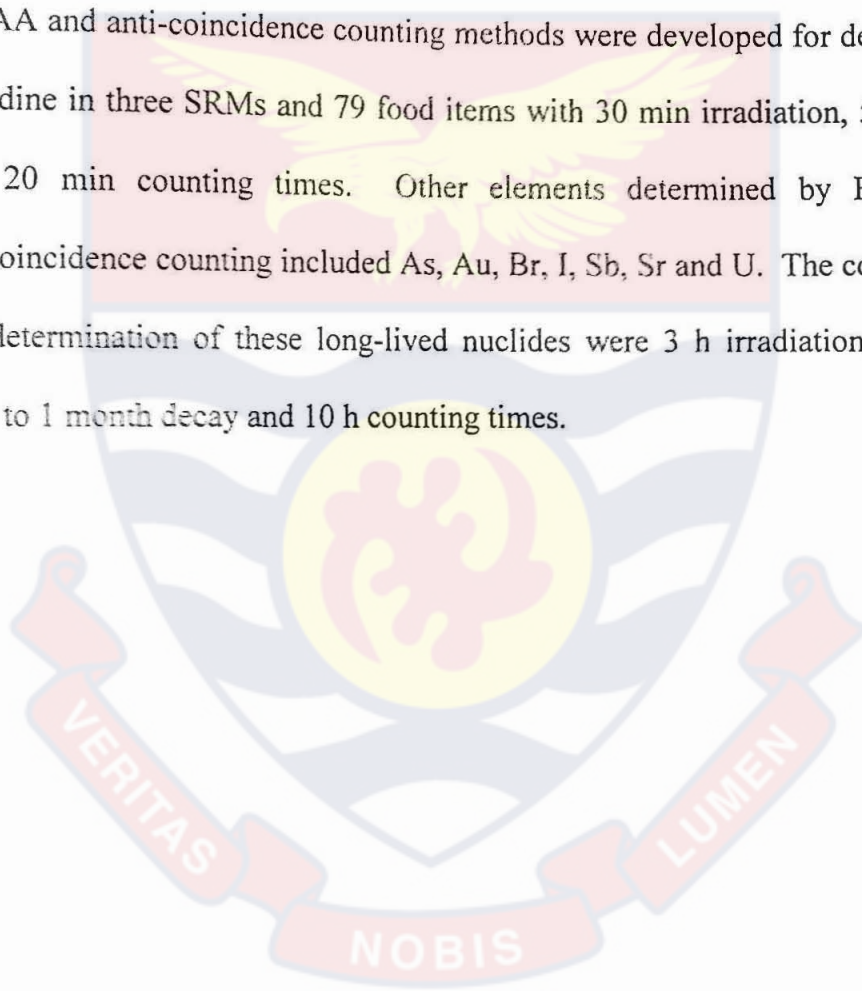 AA and anti-coincidence counting methods were developed for de
dine in three SRMs and 79 food items with 30 min irradiation,
20 min counting times. Other elements determined by
oincidence counting included As, Au, Br, I, Sb, Sr and U. The co
determination of these long-lived nuclides were 3 h irradiation
to 1 month decay and 10 h counting times.
VERITAS
NOBIS
LUMEN